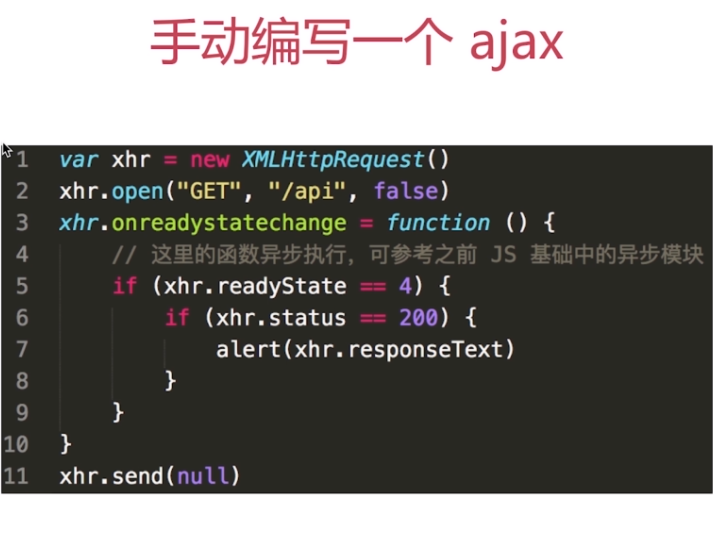 手动编写一个 ajax
1 var xhr = new XMLHttpRequest()
2 xhr.open("GET", "/api", false)
3 xhr.onreadystatechange = function () {
4 // 这里的函数异步执行，可参考之前 JS 基础中的异步模块
5 if (xhr.readyState == 4) {
6 if (xhr.status == 200) {
7 alert(xhr.responseText)
8 }
9 }
10 }
11 xhr.send(null)